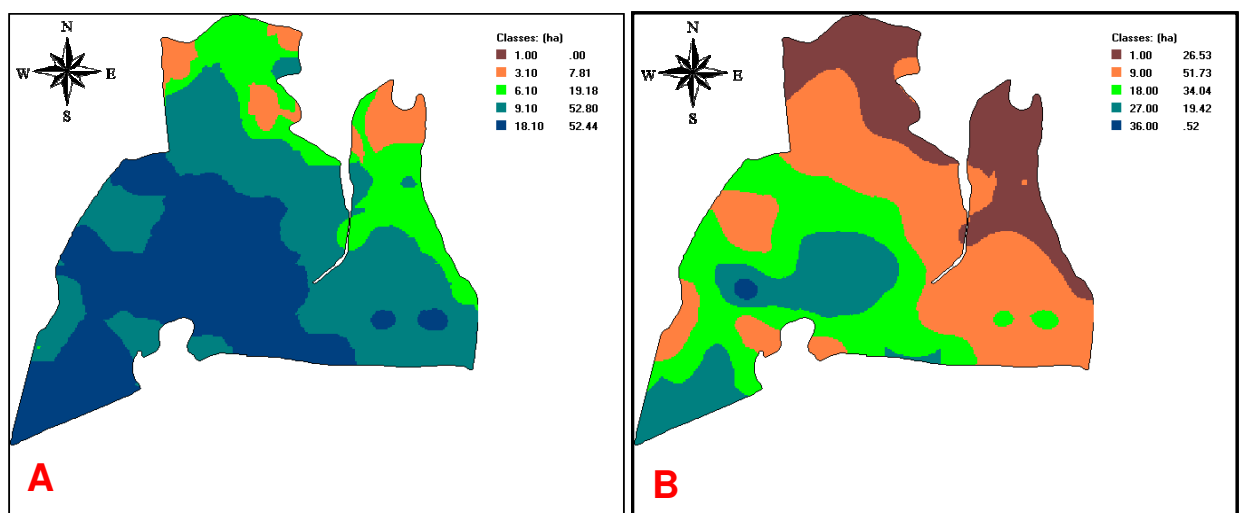 N
W E
S
Classes: (ha)
1.00 .00
3.10 7.81
6.10 19.18
9.10 52.80
18.10 52.44
A
N
W E
S
Classes: (ha)
1.00 26.53
9.00 51.73
18.00 34.04
27.00 19.42
36.00 .52
B